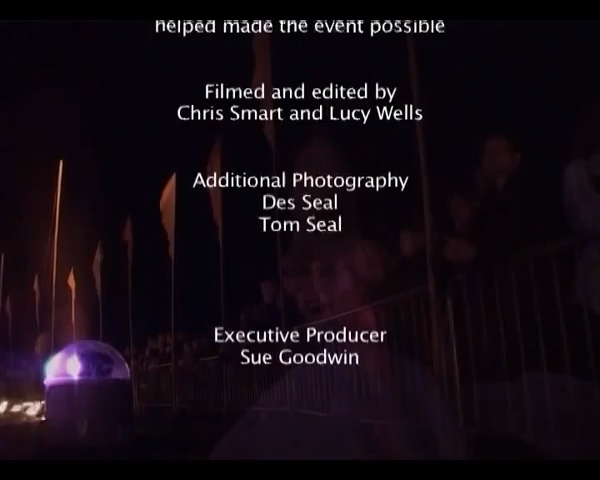 helped made the event possible
Filmed and edited by
Chris Smart and Lucy Wells
Additional Photography
Des Seal
Tom Seal
Executive Producer
Sue Goodwin